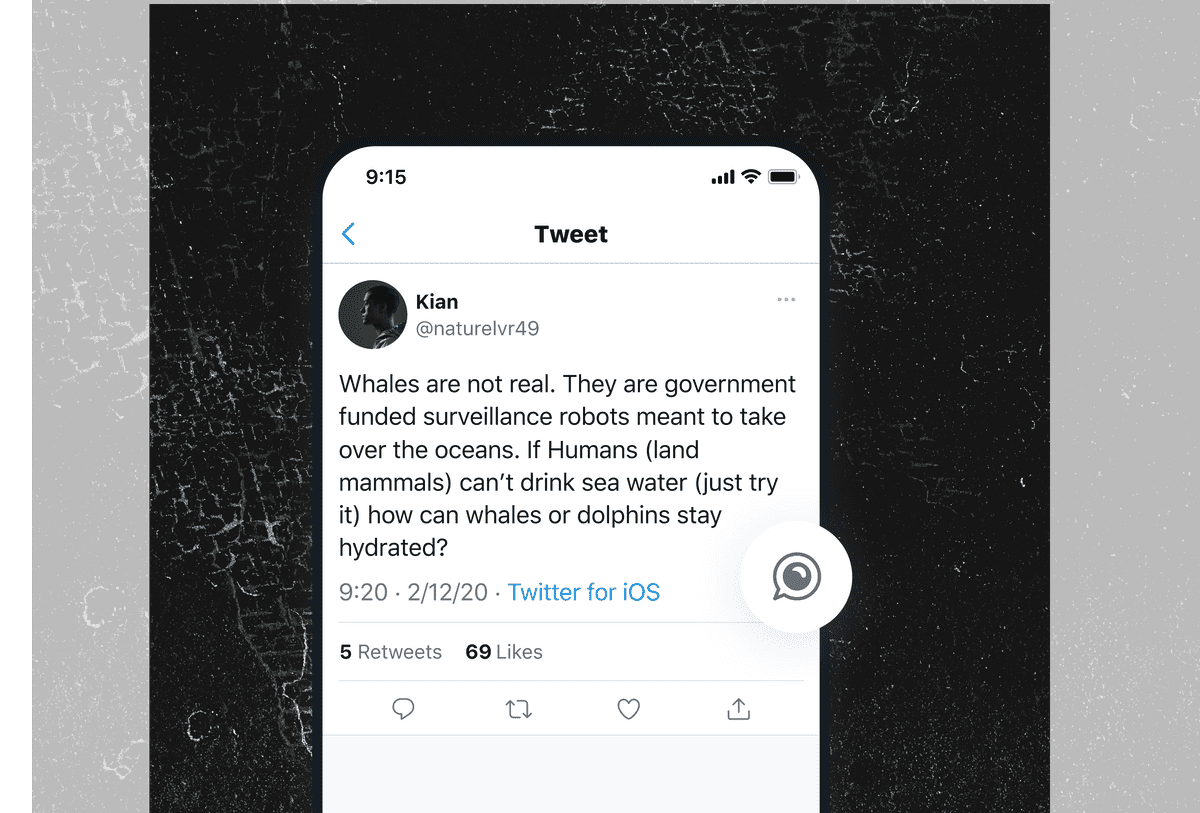 9:15
Tweet
Kian
@naturelvr49
Whales are not real. They are government
funded surveillance robots meant to take
over the oceans. If Humans (land
mammals) can’t drink sea water (just try
it) how can whales or dolphins stay
hydrated?
9:20 · 2/12/20 · Twitter for iOS
5 Retweets 69 Likes